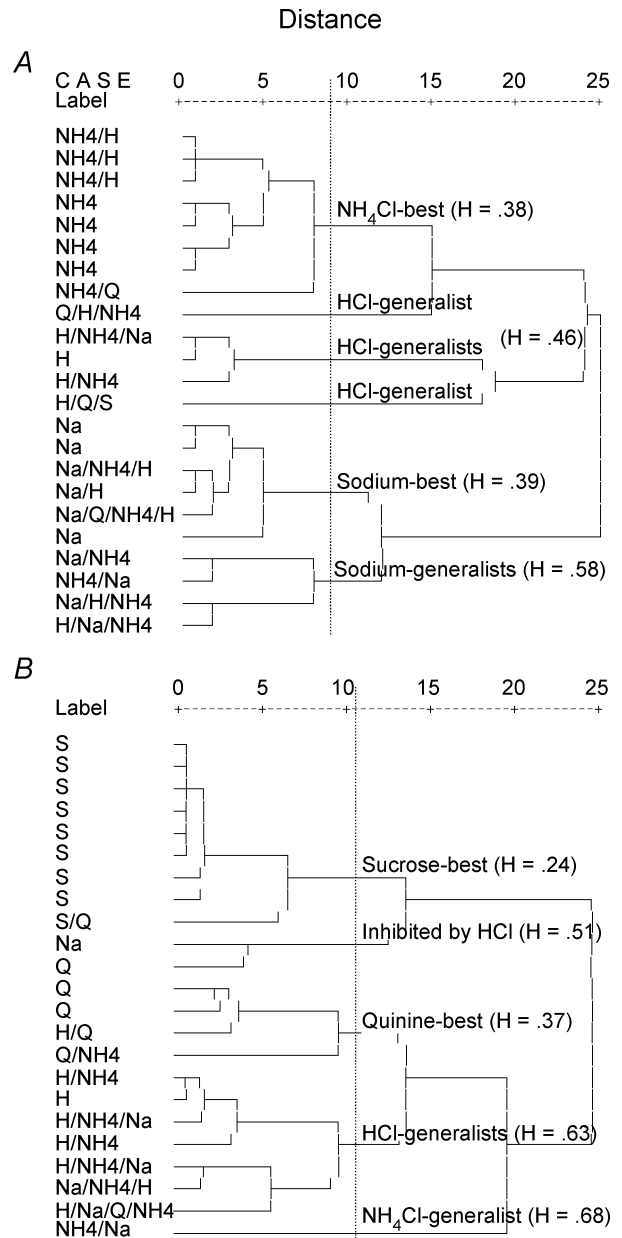 Distance
A
C A S E 0 5 10 15 20 25
Label
NH4/H
NH4/H
NH4/H
NH4
NH4 NH₄Cl-best (H = .38)
NH4
NH4
NH4/Q
Q/H/NH4 HCl-generalist
H/NH4/Na (H = .46)
H HCl-generalists
H/NH4
H/Q/S HCl-generalist
Na
Na
Na/NH4/H
Na/H Sodium-best (H = .39)
Na/Q/NH4/H
Na
Na/NH4
NH4/Na Sodium-generalists (H = .58)
Na/H/NH4
H/Na/NH4
B
0 5 10 15 20 25
Label
S
S
S
S
S
S
S Sucrose-best (H = .24)
S
S/Q
Na Inhibited by HCl (H = .51)
Q
Q
Q
H/Q Quinine-best (H = .37)
Q/NH4
H/NH4
H
H/NH4/Na
H/NH4 HCl-generalists (H = .63)
H/NH4/Na
Na/NH4/H
H/Na/Q/NH4
NH4/Na NH₄Cl-generalist (H = .68)